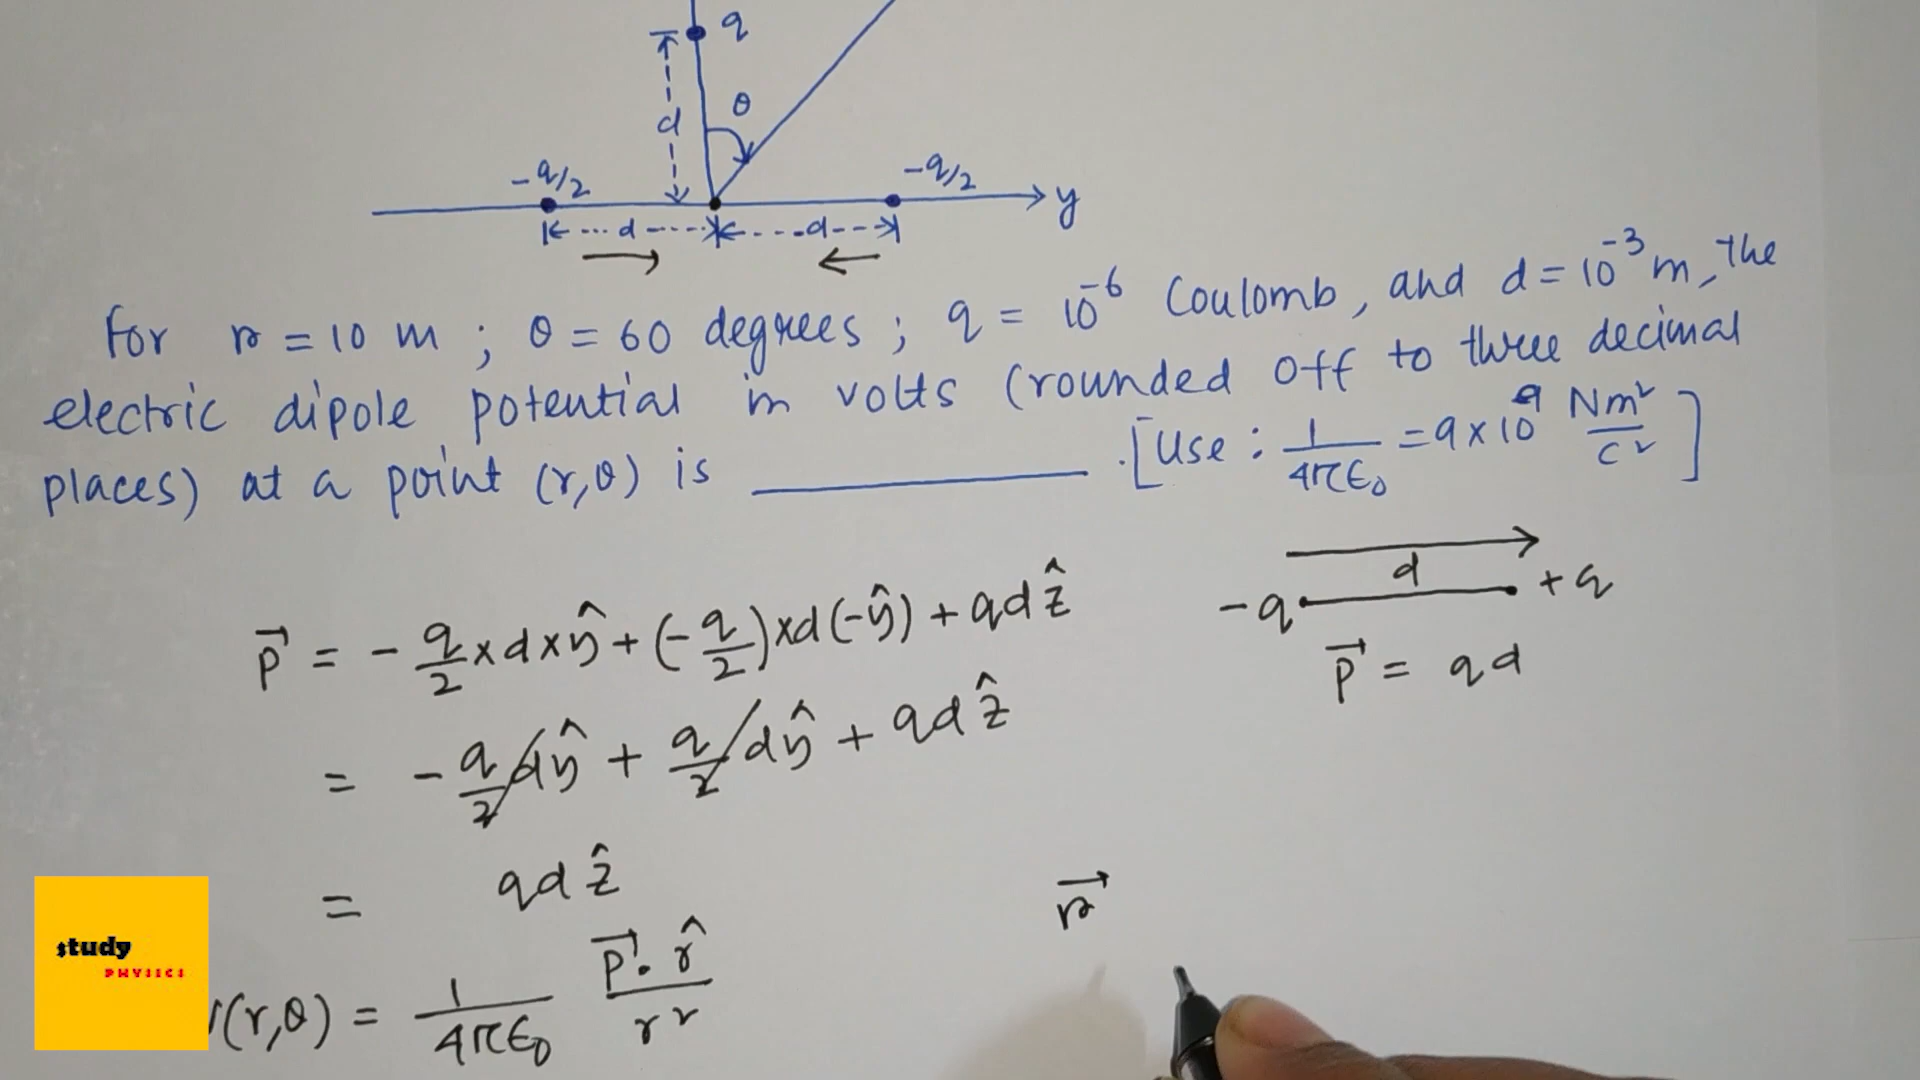 q
d
θ
-q/2
-q/2
y
d
d
For r = 10 m ; θ = 60 degrees ; q = 10⁻⁶ Coulomb, and d = 10⁻³ m, the
electric dipole potential in volts (rounded off to three decimal
places) at a point (r,θ) is ________ . [Use : 1/4πϵ₀ = 9 × 10⁹ Nm²/C²]
p⃗ = - q/2 × d × ŷ + (- q/2) × d (-ŷ) + qd ẑ
= - q/2 dŷ + q/2 dŷ + qd ẑ
= qd ẑ
V(r,θ) = 1/4πϵ₀ p⃗ . r̂ / r²
d
-q +q
p⃗ = qd
r⃗
study
PHYSICS